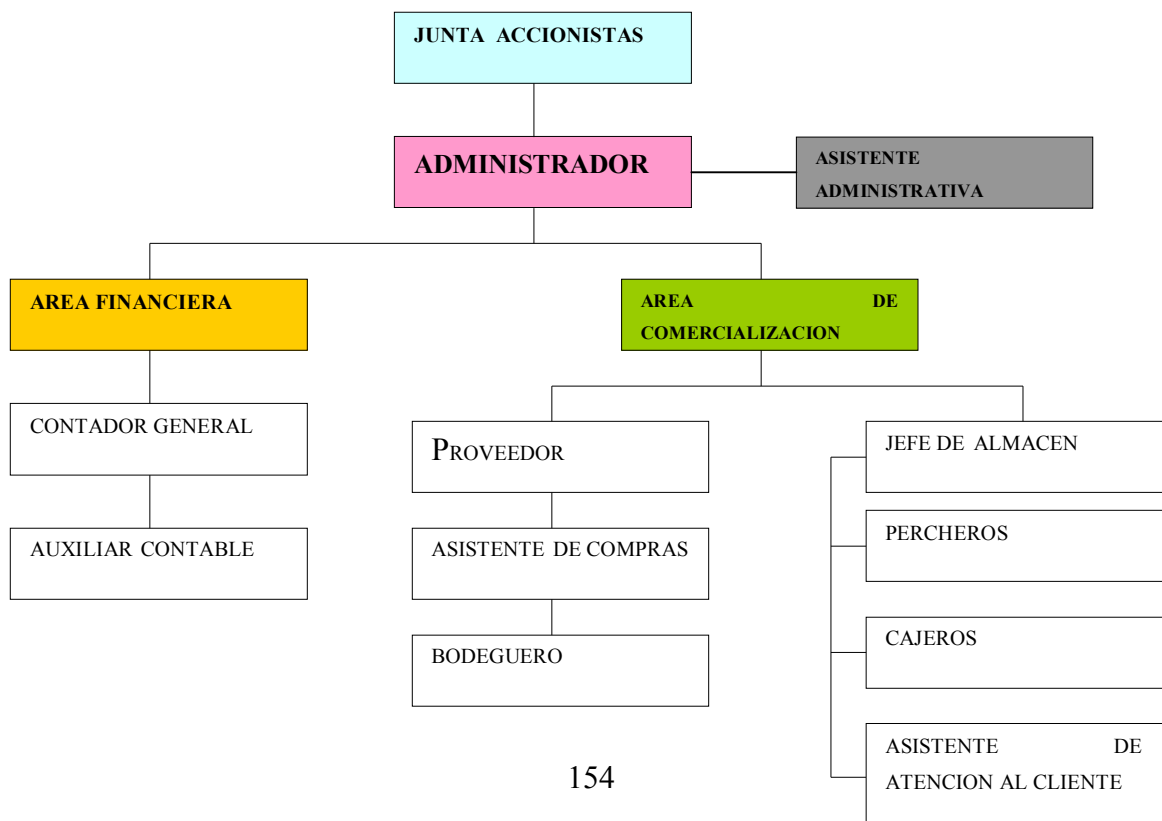 JUNTA ACCIONISTAS
ADMINISTRADOR
ASISTENTE
ADMINISTRATIVA
AREA FINANCIERA
AREA DE
COMERCIALIZACION
CONTADOR GENERAL
AUXILIAR CONTABLE
PROVEEDOR
ASISTENTE DE COMPRAS
BODEGUERO
JEFE DE ALMACEN
PERCHEROS
CAJEROS
ASISTENTE DE
ATENCION AL CLIENTE
154